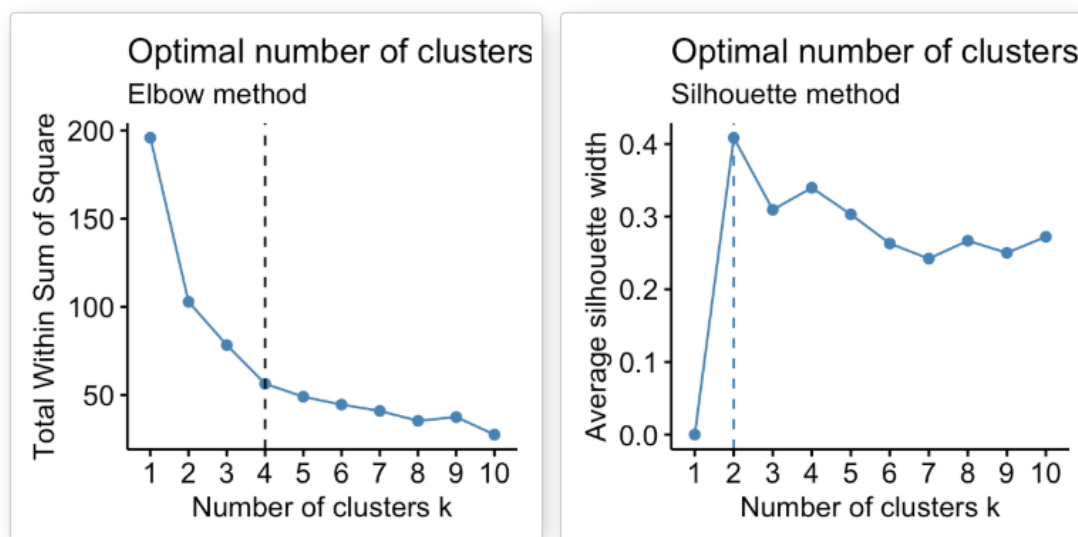 Optimal number of clusters
Elbow method
Total Within Sum of Square
200
150
100
50
1 2 3 4 5 6 7 8 9 10
Number of clusters k
Optimal number of clusters
Silhouette method
Average silhouette width
0.4
0.3
0.2
0.1
0.0
1 2 3 4 5 6 7 8 9 10
Number of clusters k